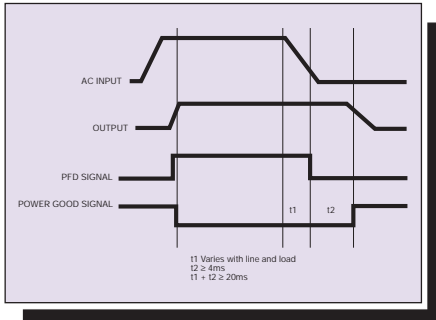 AC INPUT
OUTPUT
PFD SIGNAL
POWER GOOD SIGNAL
t1 t2
t1 Varies with line and load
t2 ≥ 4ms
t1 + t2 ≥ 20ms